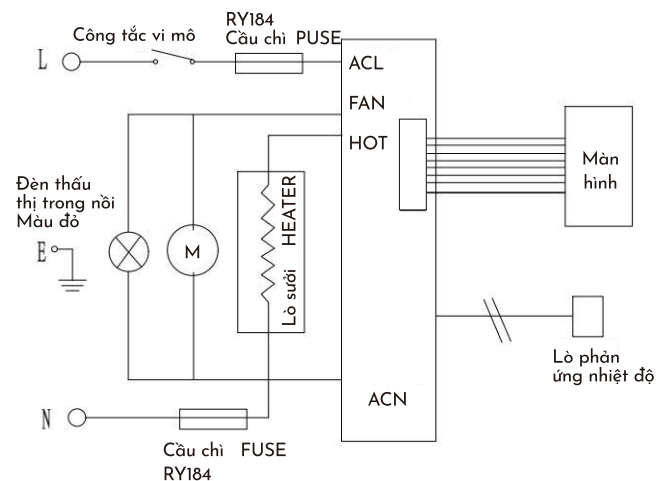 RY184
Công tắc vi mô
Cầu chì PUSE
L
ACL
FAN
HOT
Màn
hình
Đèn thấu
thị trong nồi
Màu đỏ
HEATER
Lò sưởi
E
M
Lò phản
ứng nhiệt độ
ACN
N
Cầu chì FUSE
RY184